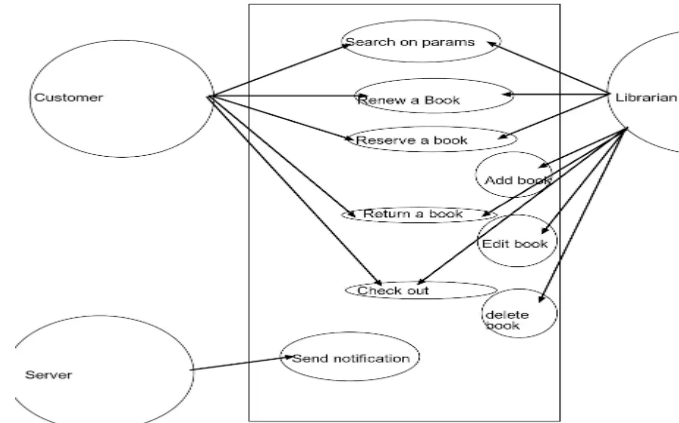 Search on params
Customer
Renew a Book
Librarian
Reserve a book
Add book
Return a book
Edit book
Check out
delete
book
Send notification
Server